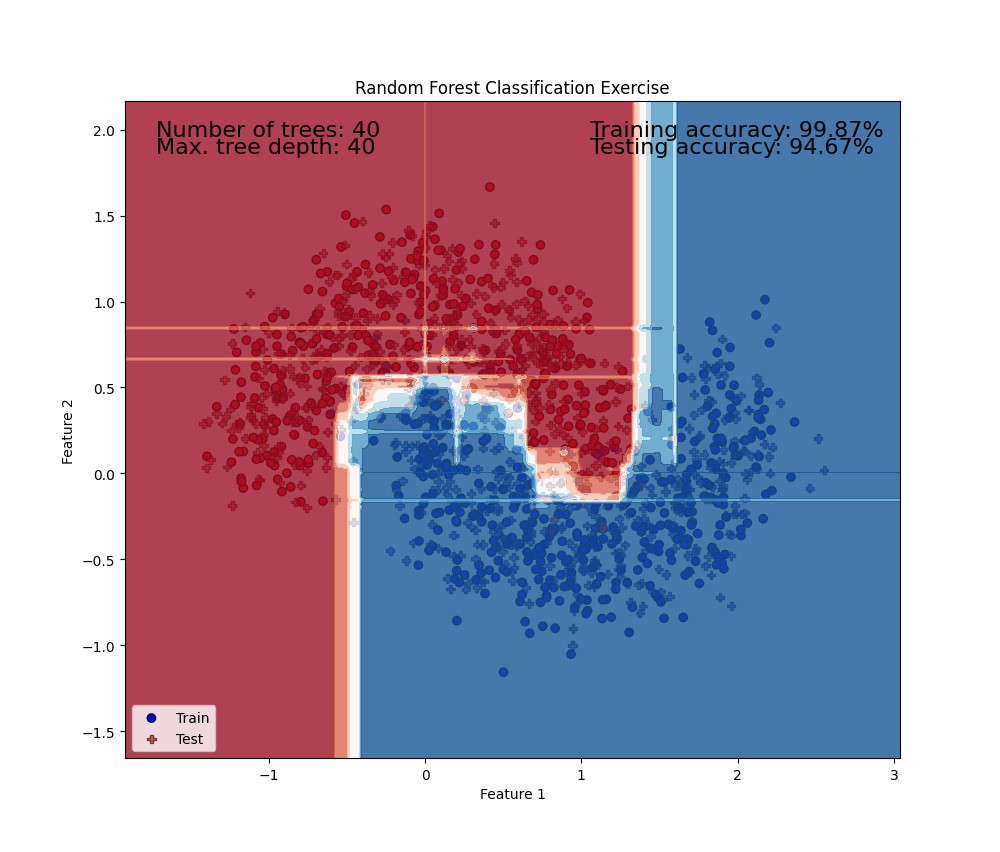 Random Forest Classification Exercise
Number of trees: 40
Max. tree depth: 40
Training accuracy: 99.87%
Testing accuracy: 94.67%
2.0
1.5
1.0
0.5
0.0
−0.5
−1.0
−1.5
Feature 2
Train
Test
−1 0 1 2 3
Feature 1